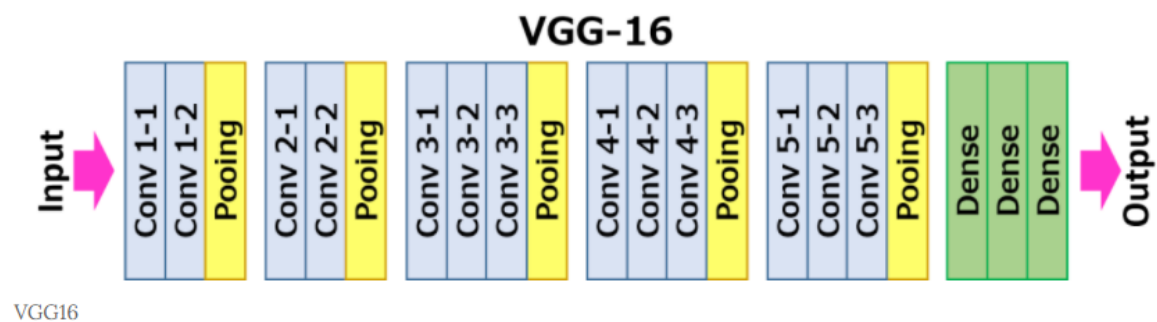 VGG-16
Input
Conv 1-1
Conv 1-2
Pooing
Conv 2-1
Conv 2-2
Pooing
Conv 3-1
Conv 3-2
Conv 3-3
Pooing
Conv 4-1
Conv 4-2
Conv 4-3
Pooing
Conv 5-1
Conv 5-2
Conv 5-3
Pooing
Dense
Dense
Dense
Output
VGG16